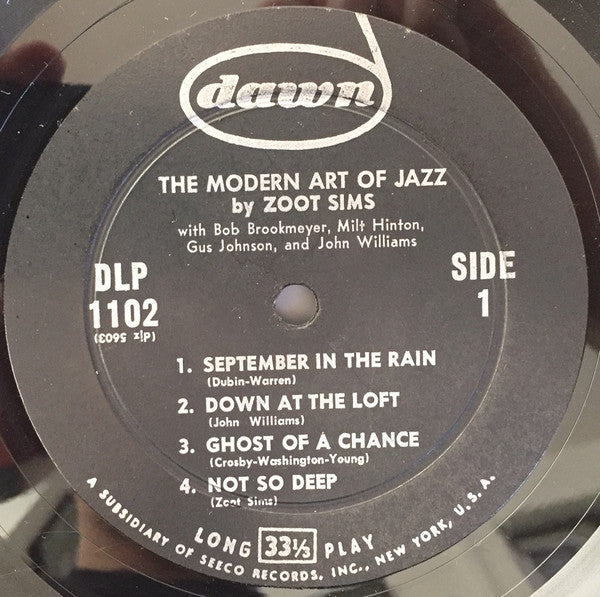 dawn
THE MODERN ART OF JAZZ
by ZOOT SIMS
with Bob Brookmeyer, Milt Hinton,
Gus Johnson, and John Williams
DLP
1102
(dlz 5603)
SIDE
1
1. SEPTEMBER IN THE RAIN
(Dubin-Warren)
2. DOWN AT THE LOFT
(John Williams)
3. GHOST OF A CHANCE
(Crosby-Washington-Young)
4. NOT SO DEEP
(Zoot Sims)
LONG 33⅓ PLAY
A SUBSIDIARY OF SEECO RECORDS, INC., NEW YORK, U.S.A.